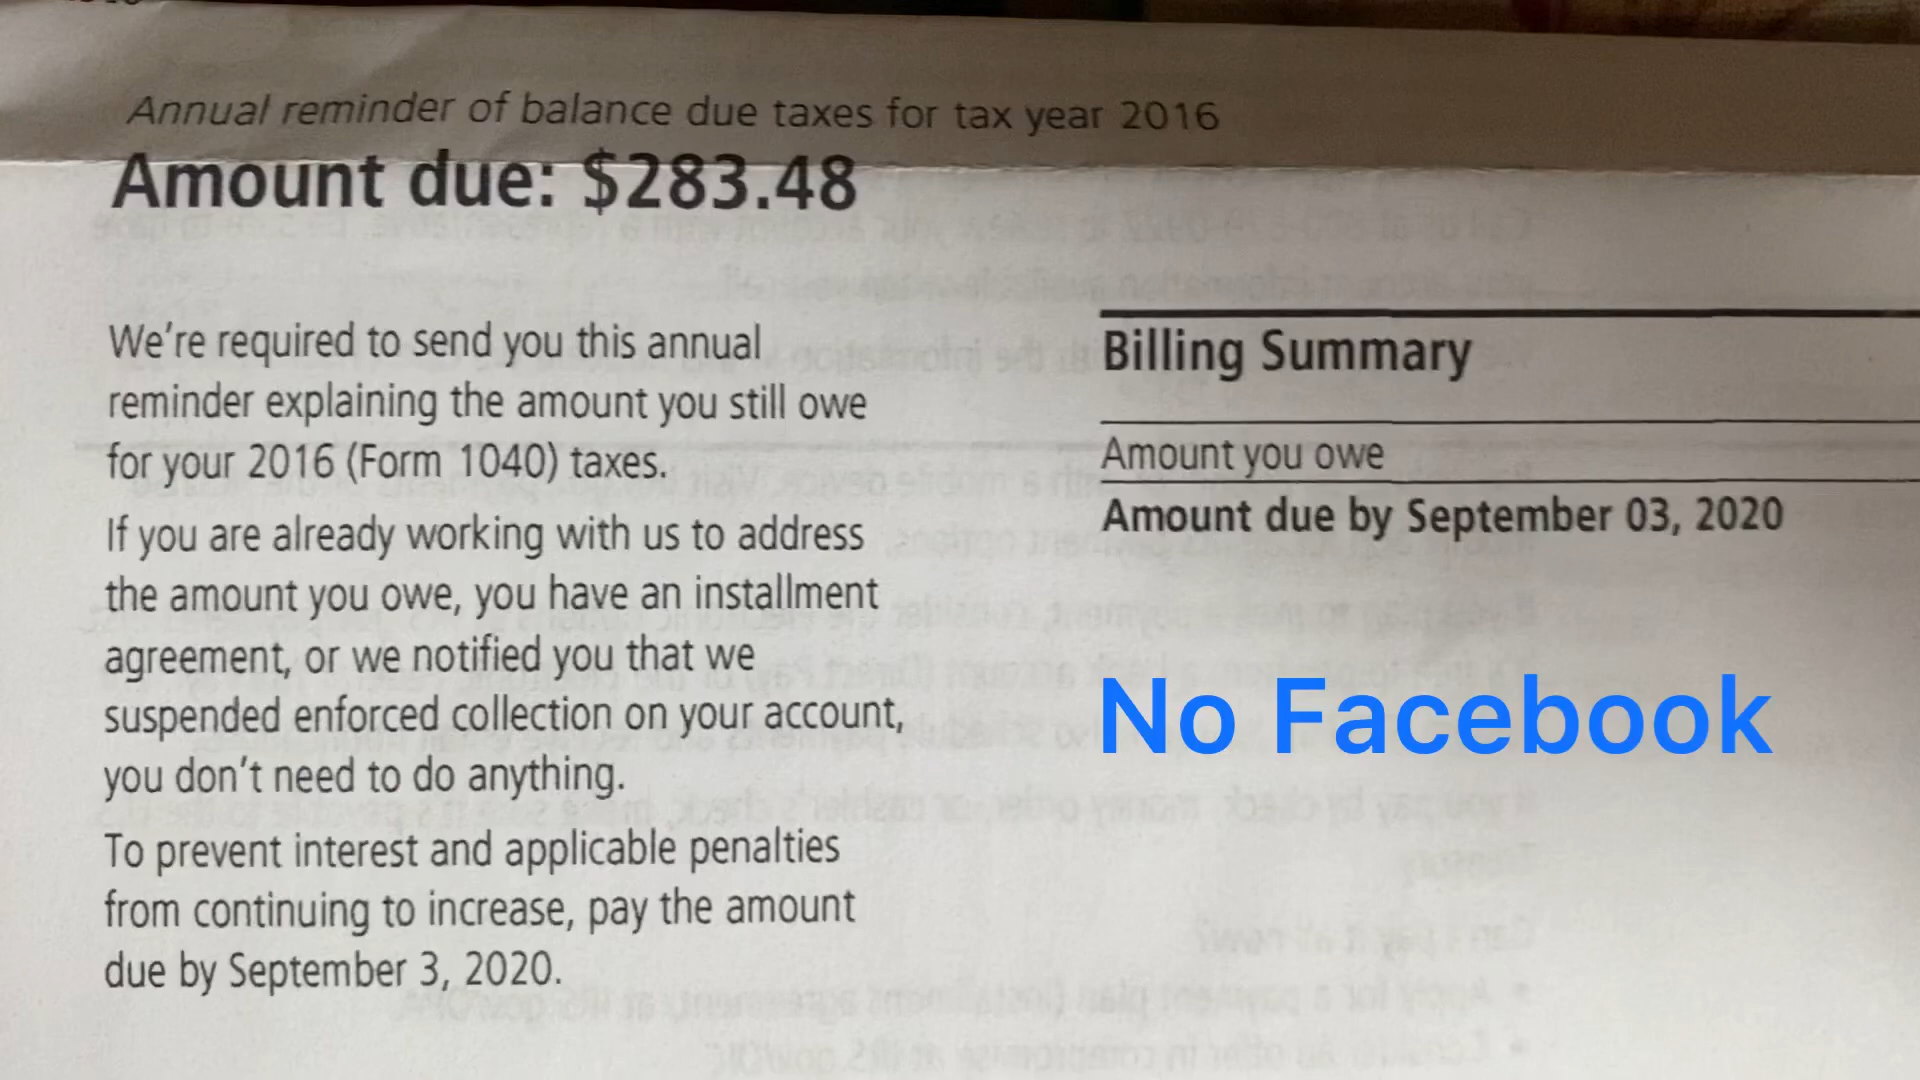 Annual reminder of balance due taxes for tax year 2016
Amount due: $283.48
We're required to send you this annual
reminder explaining the amount you still owe
for your 2016 (Form 1040) taxes.
If you are already working with us to address
the amount you owe, you have an installment
agreement, or we notified you that we
suspended enforced collection on your account,
you don't need to do anything.
To prevent interest and applicable penalties
from continuing to increase, pay the amount
due by September 3, 2020.
Billing Summary
Amount you owe
Amount due by September 03, 2020
No Facebook